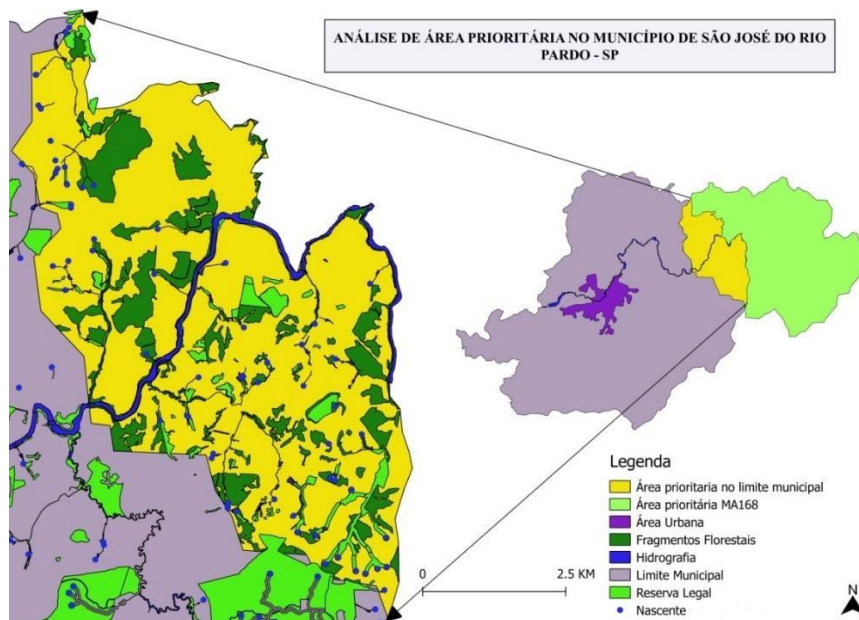 ANÁLISE DE ÁREA PRIORITÁRIA NO MUNICÍPIO DE SÃO JOSÉ DO RIO
PARDO - SP
Legenda
Área prioritaria no limite municipal
Área prioritária MA168
Área Urbana
Fragmentos Florestais
Hidrografia
Limite Municipal
Reserva Legal
Nascente
0 2.5 KM
N